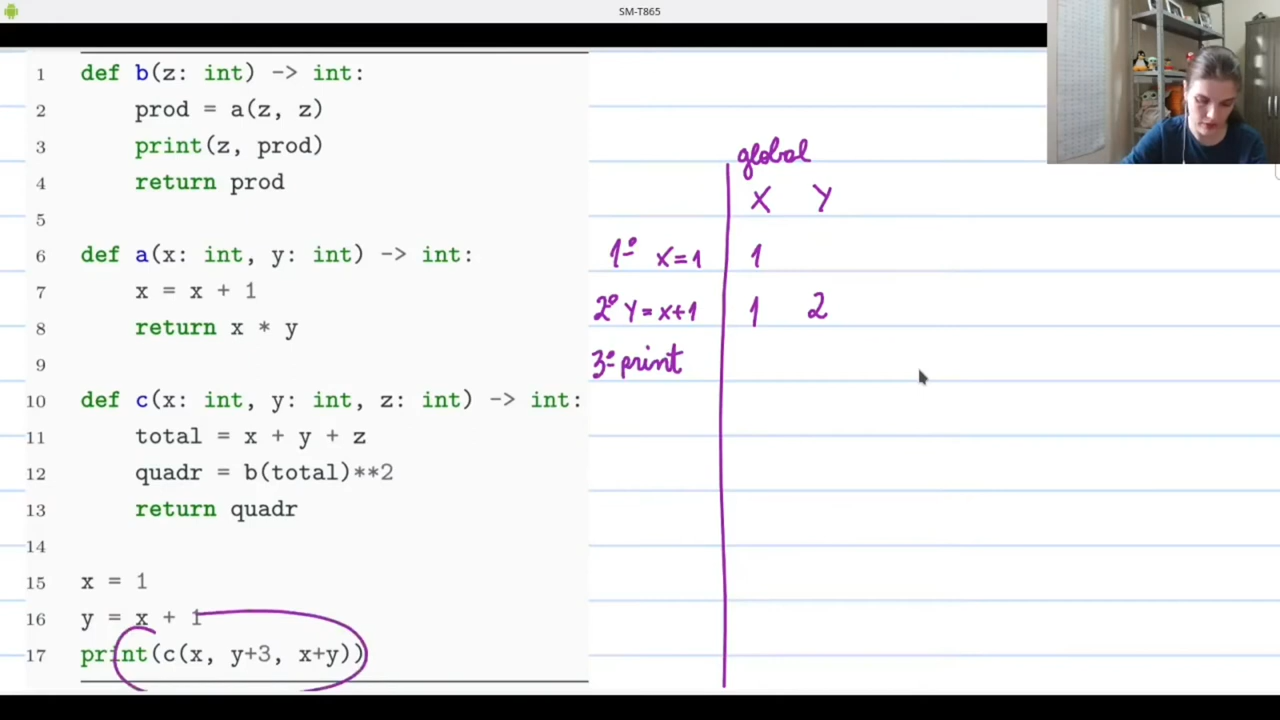 SM-T865
1 def b(z: int) -> int:
2 prod = a(z, z)
3 print(z, prod)
4 return prod
5
6 def a(x: int, y: int) -> int:
7 x = x + 1
8 return x * y
9
10 def c(x: int, y: int, z: int) -> int:
11 total = x + y + z
12 quadr = b(total)**2
13 return quadr
14
15 x = 1
16 y = x + 1
17 print(c(x, y+3, x+y))
global
X Y
1º x=1 1
2º Y=x+1 1 2
3º print